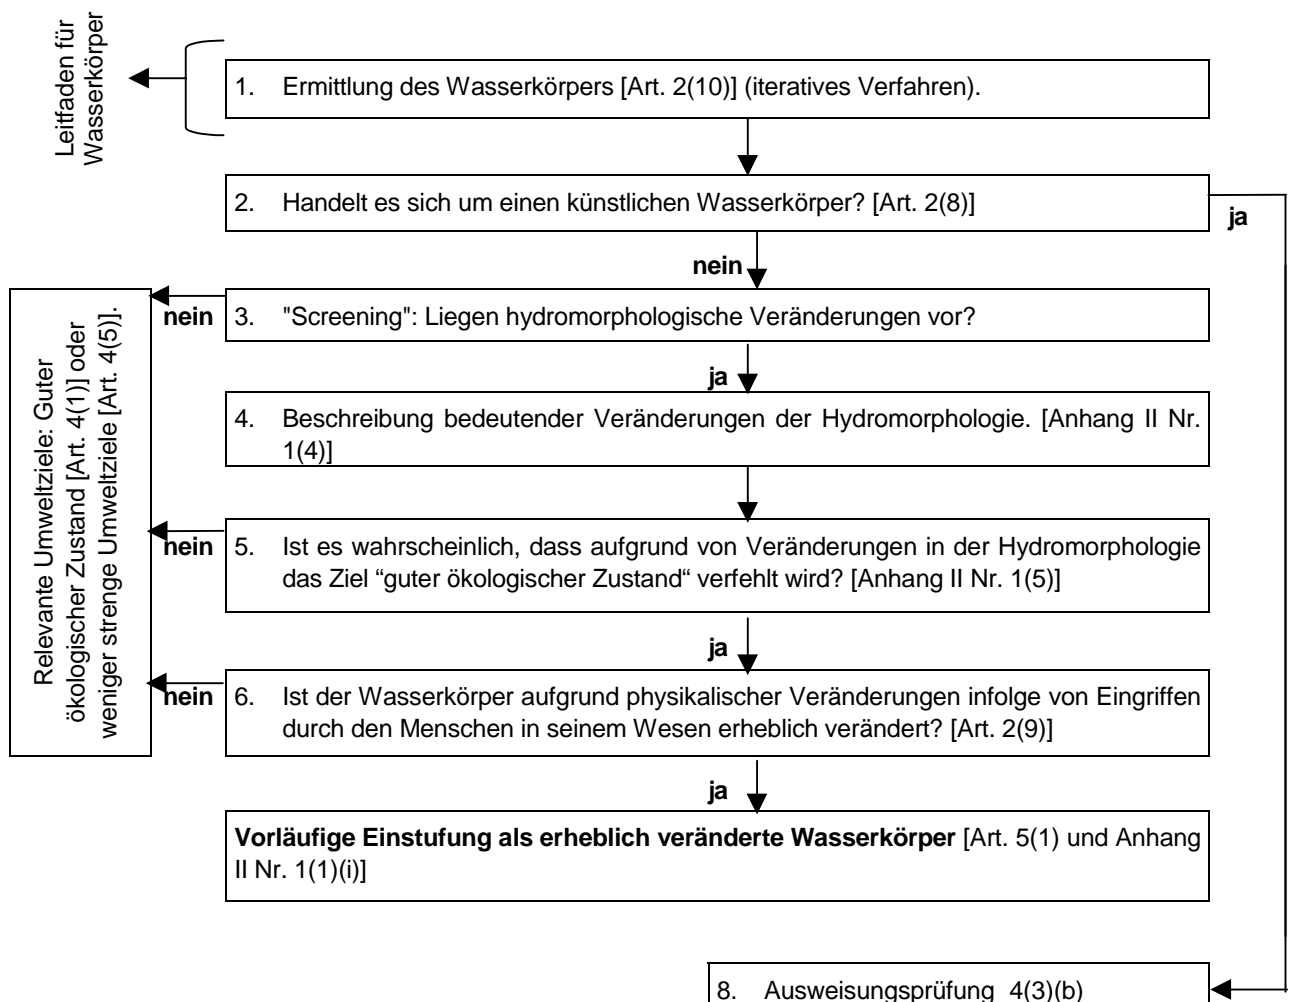 Leitfaden für
Wasserkörper
1. Ermittlung des Wasserkörpers [Art. 2(10)] (iteratives Verfahren).
2. Handelt es sich um einen künstlichen Wasserkörper? [Art. 2(8)]
ja
nein
nein
3. "Screening": Liegen hydromorphologische Veränderungen vor?
ja
Relevante Umweltziele: Guter
ökologischer Zustand [Art. 4(1)] oder
weniger strenge Umweltziele [Art. 4(5)].
4. Beschreibung bedeutender Veränderungen der Hydromorphologie. [Anhang II Nr.
1(4)]
nein
5. Ist es wahrscheinlich, dass aufgrund von Veränderungen in der Hydromorphologie
das Ziel “guter ökologischer Zustand“ verfehlt wird? [Anhang II Nr. 1(5)]
ja
nein
6. Ist der Wasserkörper aufgrund physikalischer Veränderungen infolge von Eingriffen
durch den Menschen in seinem Wesen erheblich verändert? [Art. 2(9)]
ja
Vorläufige Einstufung als erheblich veränderte Wasserkörper [Art. 5(1) und Anhang
II Nr. 1(1)(i)]
8. Ausweisungsprüfung 4(3)(b)